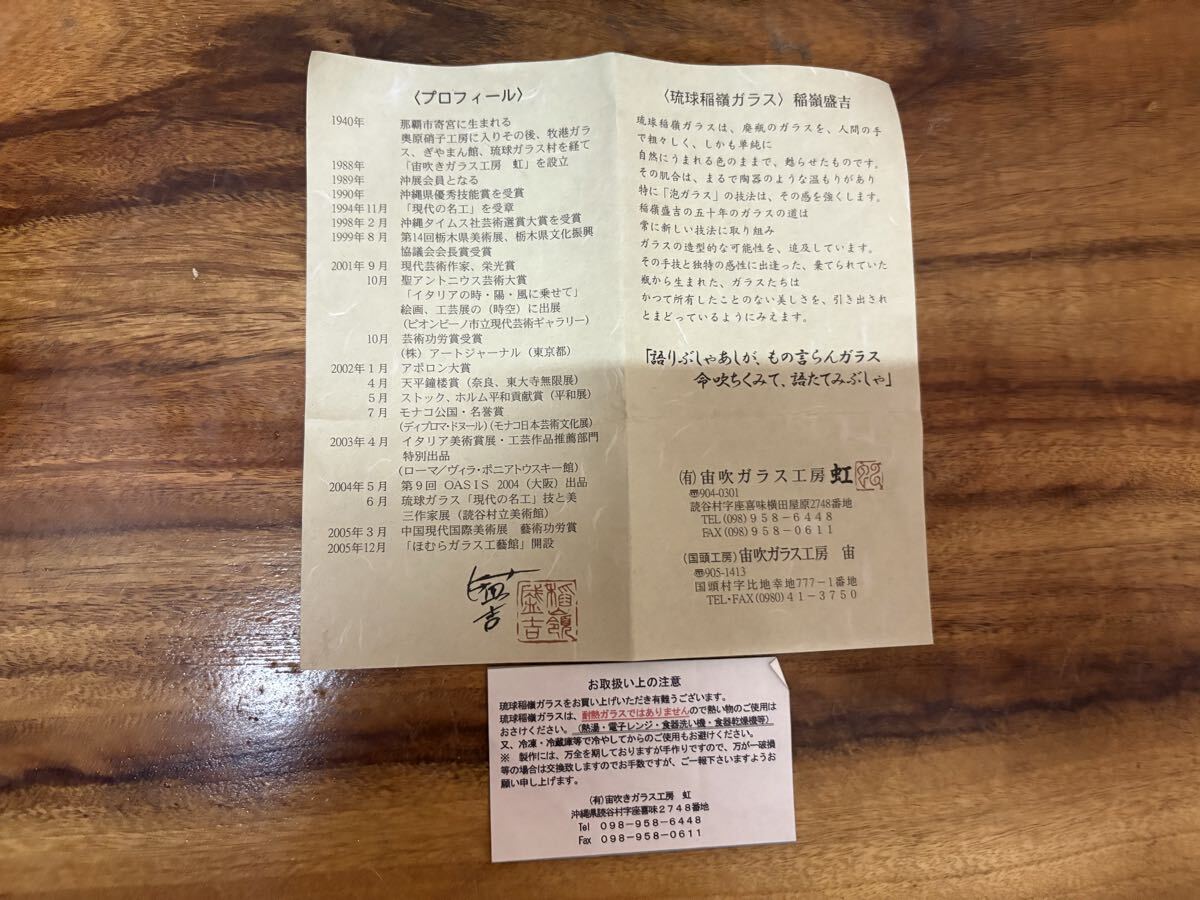 〈プロフィール〉
1940年 那覇市寄宮に生まれる
奥原硝子工房に入りその後、牧港ガラ
ス、ぎやまん館、琉球ガラス村を経て
1988年 「宙吹きガラス工房 虹」を設立
1989年 沖展会員となる
1990年 沖縄県優秀技能賞を受賞
1994年11月 「現代の名工」を受章
1998年2月 沖縄タイムス社芸術選賞大賞を受賞
1999年8月 第14回栃木県美術展、栃木県文化振興
協議会会長賞受賞
2001年9月 現代芸術作家、栄光賞
10月 聖アントニウス芸術大賞
「イタリアの時・陽・風に乗せて」
絵画、工芸展の（時空）に出展
(ピオンビーノ市立現代芸術ギャラリー)
10月 芸術功労賞受賞
(株) アートジャーナル（東京都）
2002年1月 アポロン大賞
4月 天平鐘楼賞（奈良、東大寺無限展）
5月 ストック、ホルム平和貢献賞（平和展）
7月 モナコ公国・名誉賞
(ディプロマ・ドヌール)(モナコ日本芸術文化展)
2003年4月 イタリア美術賞展・工芸作品推薦部門
特別出品
(ローマ/ヴィラ・ポニアトウスキー館)
2004年5月 第9回 OASIS 2004（大阪）出品
6月 琉球ガラス「現代の名工」技と美
三作家展（読谷村立美術館）
2005年3月 中国現代国際美術展 藝術功労賞
2005年12月 「ほむらガラス工藝館」開設
盛吉
稲嶺盛吉
〈琉球稲嶺ガラス〉稲嶺盛吉
琉球稲嶺ガラスは、廃瓶のガラスを、人間の手
で粗々しく、しかも単純に
自然にうまれる色のままで、甦らせたものです。
その肌合は、まるで陶器のような温もりがあり
特に「泡ガラス」の技法は、その感を強くします。
稲嶺盛吉の五十年のガラスの道は
常に新しい技法に取り組み
ガラスの造型的な可能性を、追及しています。
その手技と独特の感性に出逢った、棄てられていた
瓶から生まれた、ガラスたちは
かつて所有したことのない美しさを、引き出され
とまどっているようにみえます。
「語りぶしゃあしが、もの言らんガラス
命吹ちくみて、語たてみぶしゃ」
(有)宙吹ガラス工房 虹
〠904-0301
読谷村字座喜味横田屋原2748番地
TEL(098)958-6448
FAX(098)958-0611
(国頭工房)宙吹ガラス工房 宙
〠905-1413
国頭村字比地幸地777-1番地
TEL・FAX(0980)41-3750
お取扱い上の注意
琉球稲嶺ガラスをお買い上げいただき有難うございます。
琉球稲嶺ガラスは、耐熱ガラスではありませんので熱い物のご使用は
おさけください。（熱湯・電子レンジ・食器洗い機・食器乾燥機等）
又、冷凍・冷蔵庫等で冷やしてからのご使用もお避けください。
※ 製作には、万全を期しておりますが手作りですので、万が一破損
等の場合は交換致しますのでお手数ですが、ご一報下さいますようお
願い申し上げます。
(有)宙吹きガラス工房 虹
沖縄県読谷村字座喜味2748番地
Tel 098-958-6448
Fax 098-958-0611